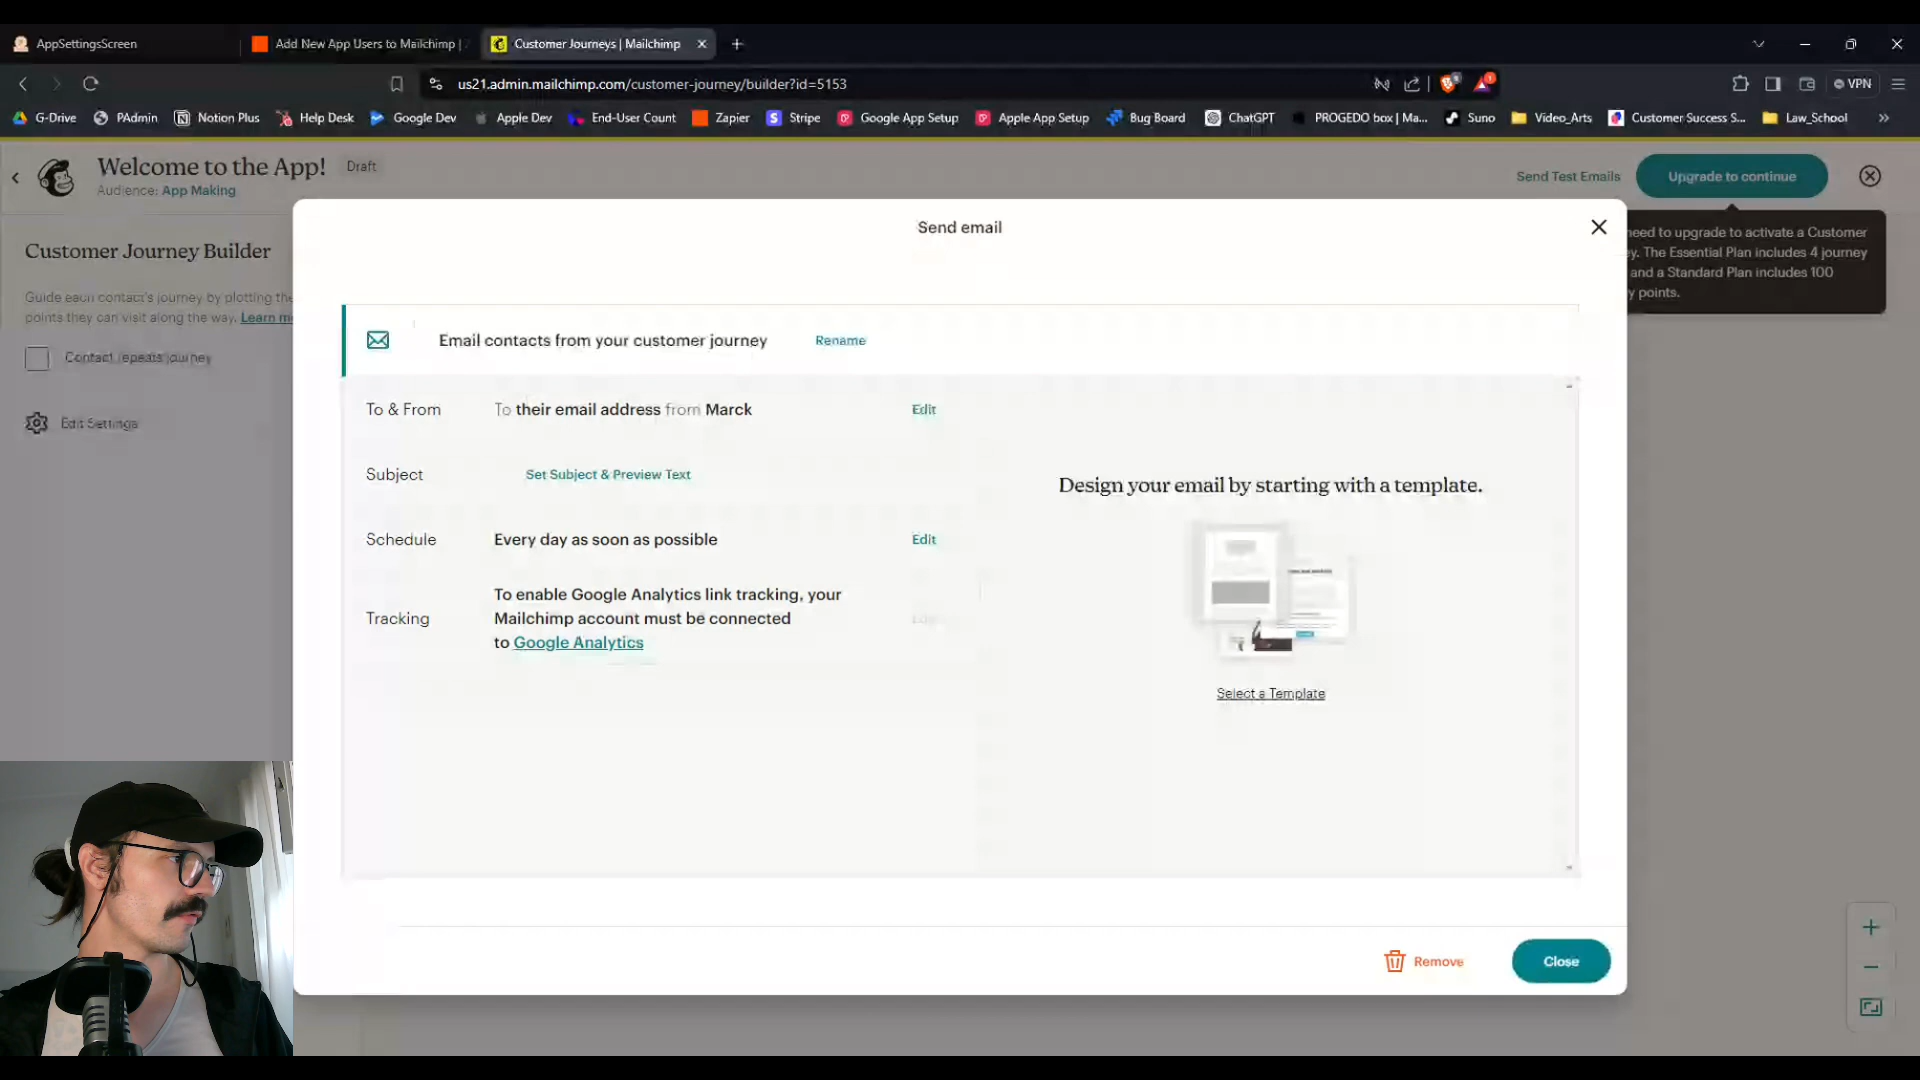 AppSettingsScreen
Add New App Users to Mailchimp |
Customer Journeys | Mailchimp
us21.admin.mailchimp.com/customer-journey/builder?id=5153
VPN
G-Drive
PAdmin
Notion Plus
Help Desk
Google Dev
Apple Dev
End-User Count
Zapier
Stripe
Google App Setup
Apple App Setup
Bug Board
ChatGPT
PROGEDO box | Ma...
Suno
Video_Arts
Customer Success S...
Law_School
Welcome to the App!
Draft
Audience: App Making
Send Test Emails
Upgrade to continue
need to upgrade to activate a Customer
ey. The Essential Plan includes 4 journey
and a Standard Plan includes 100
y points.
Customer Journey Builder
Guide each contact's journey by plotting the
points they can visit along the way. Learn m
Contact repeats journey
Edit Settings
Send email
Email contacts from your customer journey
Rename
To & From
To their email address from Marck
Edit
Subject
Set Subject & Preview Text
Schedule
Every day as soon as possible
Edit
Tracking
To enable Google Analytics link tracking, your
Mailchimp account must be connected
to Google Analytics
Design your email by starting with a template.
Select a Template
Remove
Close